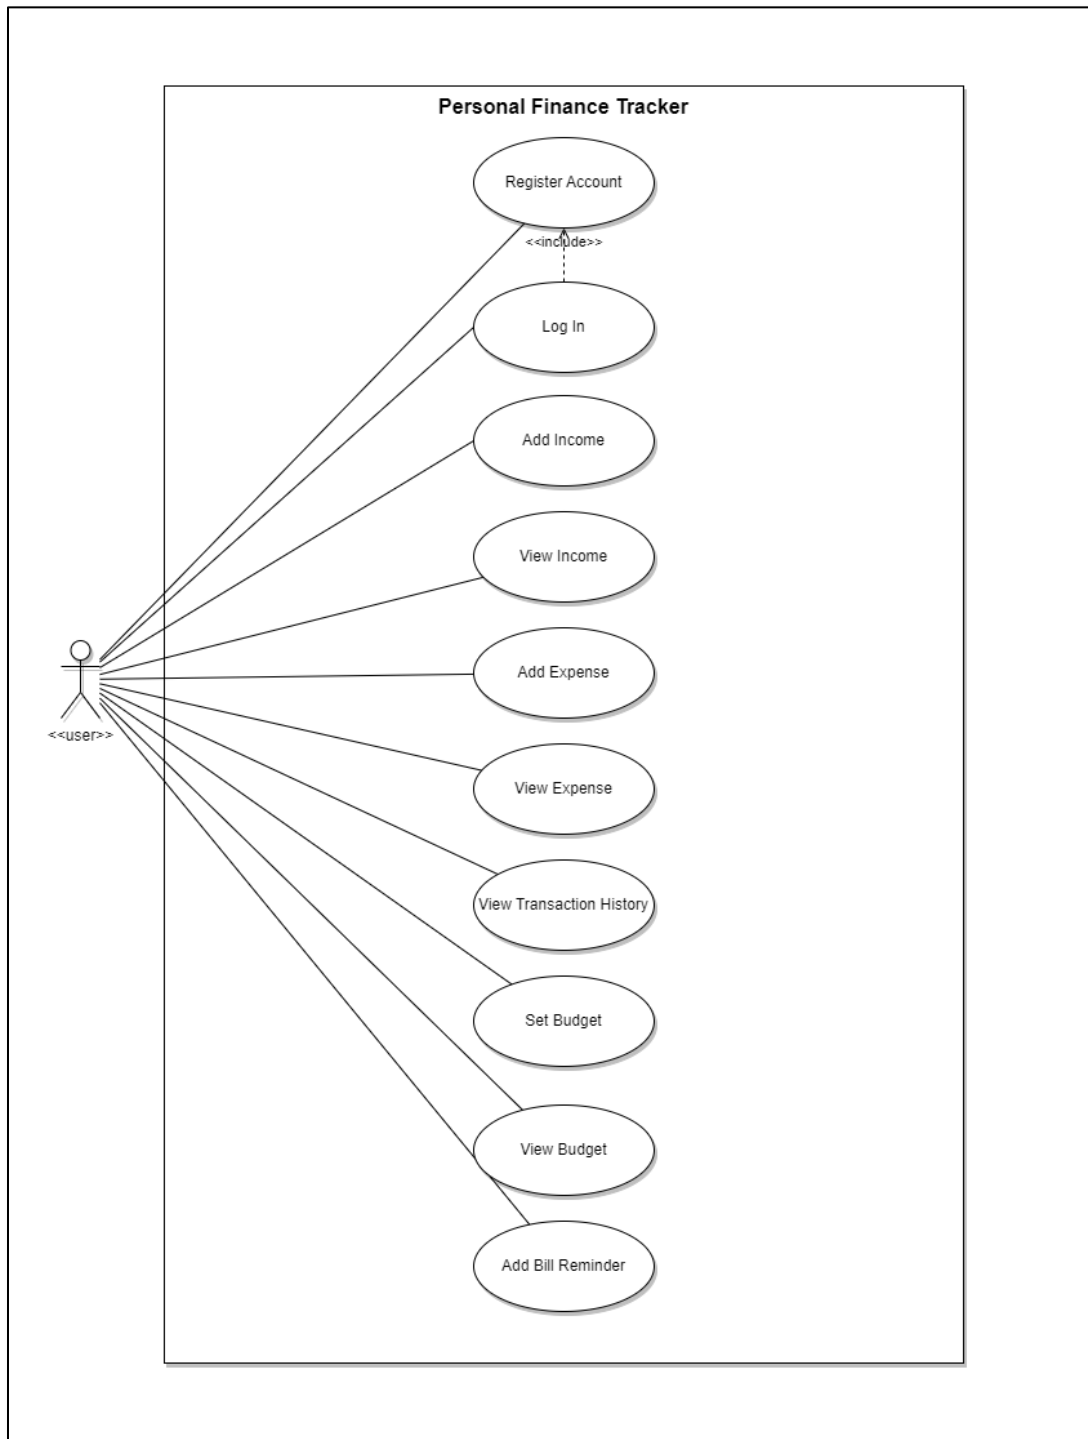 Personal Finance Tracker
Register Account
<<include>>
Log In
Add Income
View Income
Add Expense
<<user>>
View Expense
View Transaction History
Set Budget
View Budget
Add Bill Reminder